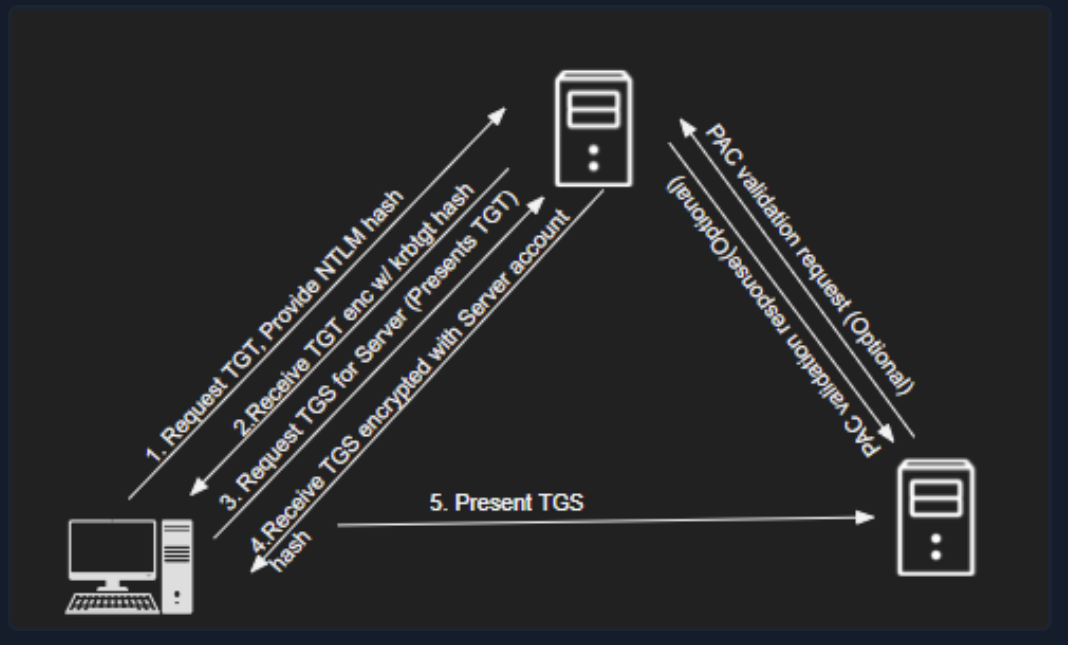 1. Request TGT, Provide NTLM hash
2.Receive TGT enc w/ krbtgt hash
3. Request TGS for Server (Presents TGT)
4.Receive TGS encrypted with Server account
hash
5. Present TGS
PAC validation request (Optional)
PAC validation response(Optional)